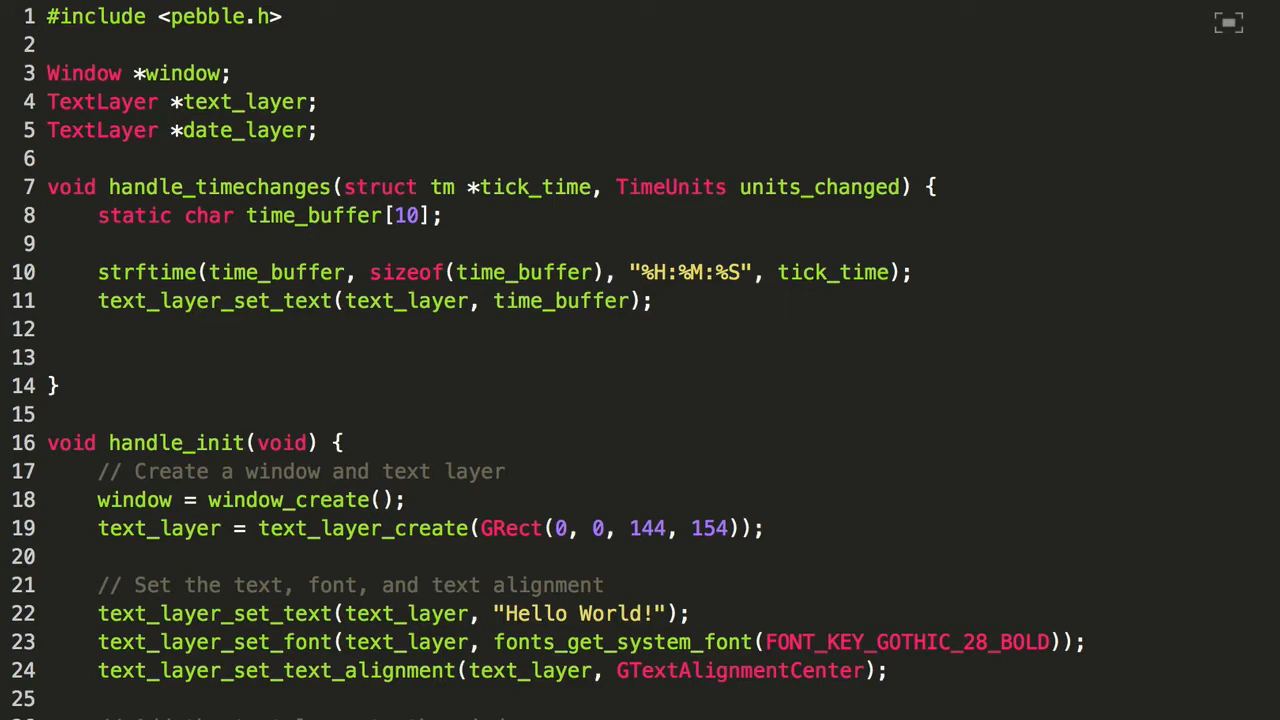 1 #include <pebble.h>
2
3 Window *window;
4 TextLayer *text_layer;
5 TextLayer *date_layer;
6
7 void handle_timechanges(struct tm *tick_time, TimeUnits units_changed) {
8     static char time_buffer[10];
9
10     strftime(time_buffer, sizeof(time_buffer), "%H:%M:%S", tick_time);
11     text_layer_set_text(text_layer, time_buffer);
12
13
14 }
15
16 void handle_init(void) {
17     // Create a window and text layer
18     window = window_create();
19     text_layer = text_layer_create(GRect(0, 0, 144, 154));
20
21     // Set the text, font, and text alignment
22     text_layer_set_text(text_layer, "Hello World!");
23     text_layer_set_font(text_layer, fonts_get_system_font(FONT_KEY_GOTHIC_28_BOLD));
24     text_layer_set_text_alignment(text_layer, GTextAlignmentCenter);
25